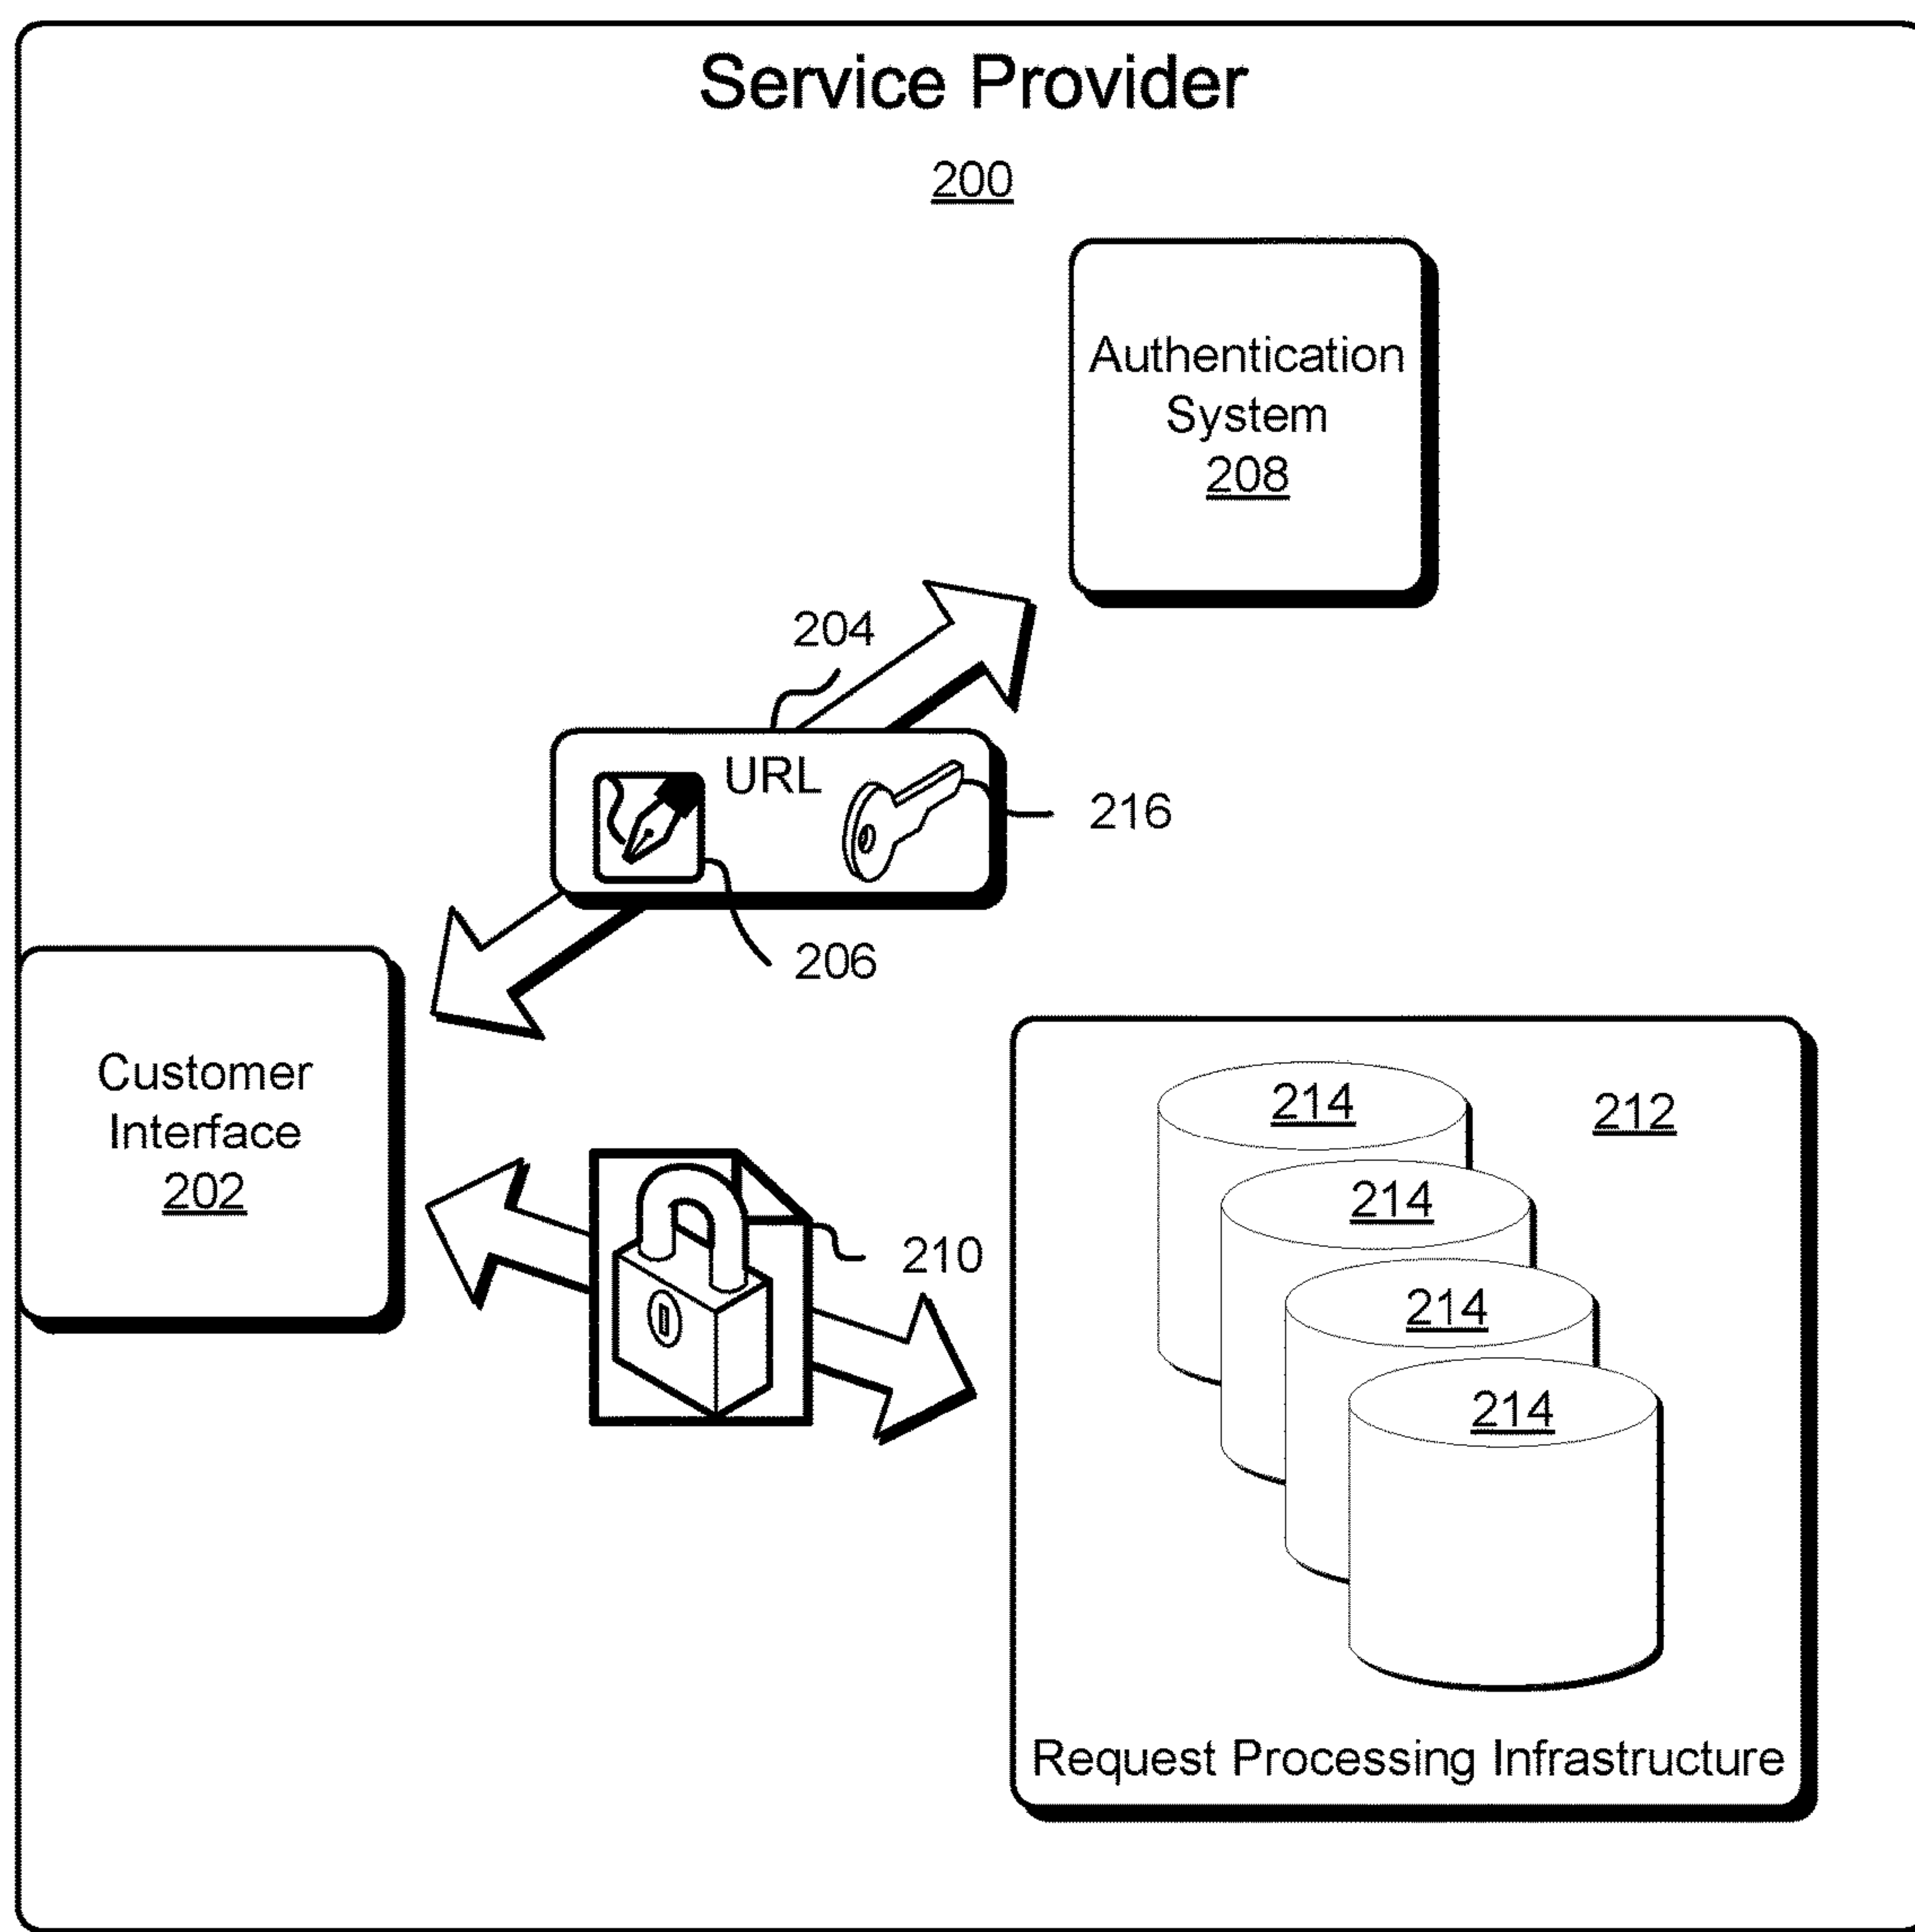 Service Provider
200
Authentication
System
208
204
URL
216
206
Customer
Interface
202
210
212
214
214
214
214
Request Processing Infrastructure